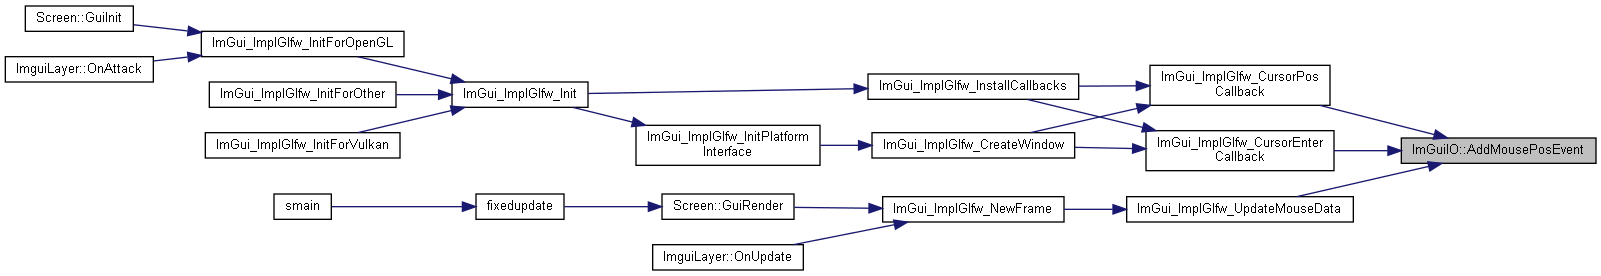 Screen::GuiInit
ImGui_ImplGlfw_InitForOpenGL
ImguiLayer::OnAttack
ImGui_ImplGlfw_InitForOther
ImGui_ImplGlfw_Init
ImGui_ImplGlfw_InitForVulkan
ImGui_ImplGlfw_InitPlatform
Interface
ImGui_ImplGlfw_InstallCallbacks
ImGui_ImplGlfw_CreateWindow
ImGui_ImplGlfw_CursorPos
Callback
ImGui_ImplGlfw_CursorEnter
Callback
ImGuiIO::AddMousePosEvent
smain
fixedupdate
Screen::GuiRender
ImGui_ImplGlfw_NewFrame
ImGui_ImplGlfw_UpdateMouseData
ImguiLayer::OnUpdate